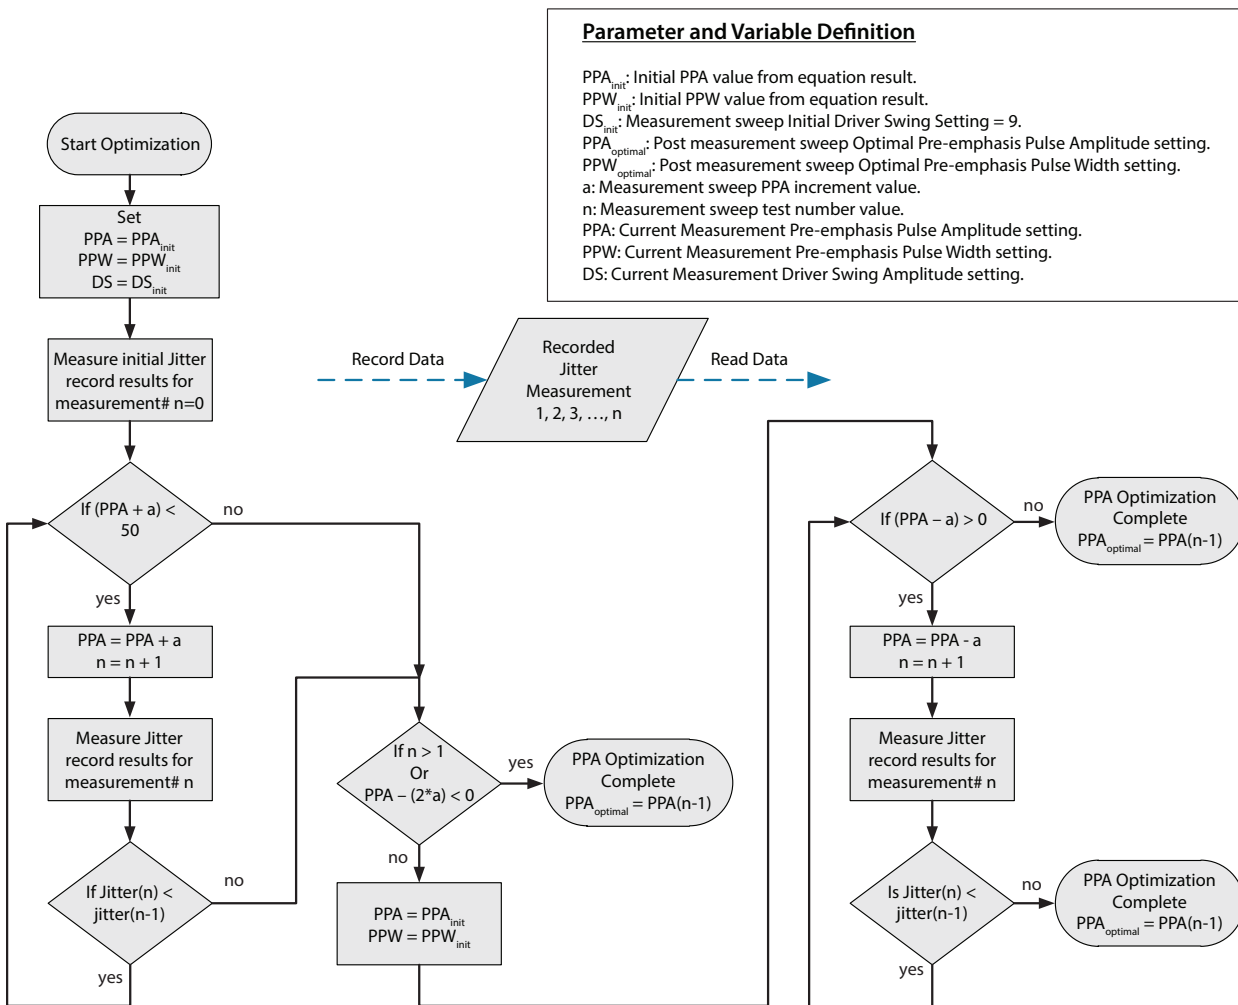 Parameter and Variable Definition
PPAinit: Initial PPA value from equation result.
PPWinit: Initial PPW value from equation result.
DSinit: Measurement sweep Initial Driver Swing Setting = 9.
PPAoptimal: Post measurement sweep Optimal Pre-emphasis Pulse Amplitude setting.
PPWoptimal: Post measurement sweep Optimal Pre-emphasis Pulse Width setting.
a: Measurement sweep PPA increment value.
n: Measurement sweep test number value.
PPA: Current Measurement Pre-emphasis Pulse Amplitude setting.
PPW: Current Measurement Pre-emphasis Pulse Width setting.
DS: Current Measurement Driver Swing Amplitude setting.
Start Optimization
Set
PPA = PPAinit
PPW = PPWinit
DS = DSinit
Measure initial Jitter
record results for
measurement# n=0
Record Data
Recorded
Jitter
Measurement
1, 2, 3, …, n
Read Data
If (PPA + a) <
50
no
yes
PPA = PPA + a
n = n + 1
Measure Jitter
record results for
measurement# n
If Jitter(n) <
jitter(n-1)
no
yes
If n > 1
Or
PPA – (2*a) < 0
yes
PPA Optimization
Complete
PPAoptimal = PPA(n-1)
no
PPA = PPAinit
PPW = PPWinit
If (PPA – a) > 0
no
PPA Optimization
Complete
PPAoptimal = PPA(n-1)
yes
PPA = PPA - a
n = n + 1
Measure Jitter
record results for
measurement# n
Is Jitter(n) <
jitter(n-1)
no
PPA Optimization
Complete
PPAoptimal = PPA(n-1)
yes